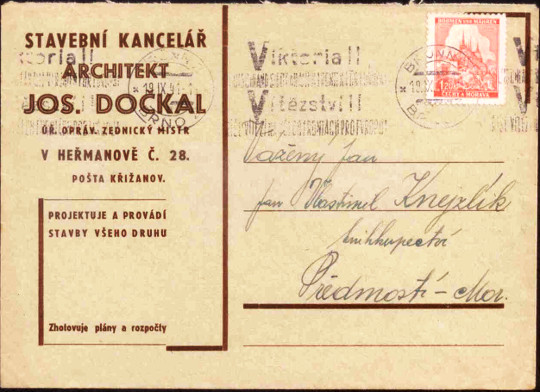 STAVEBNÍ KANCELÁŘ
ARCHITEKT
JOS. DOČKAL
ÚŘ. OPRÁV. ZEDNICKÝ MISTR
V HEŘMANOVĚ Č. 28.
POŠTA KŘIŽANOV.
PROJEKTUJE A PROVÁDÍ
STAVBY VŠEHO DRUHU
Zhotovuje plány a rozpočty
Viktoria!!
Vítězství!!
BÖHMEN UND MÄHREN
ČECHY A MORAVA
Vážený pan
pan Vlastimil Knejzlík
knihkupectví
Předmostí-Mor.